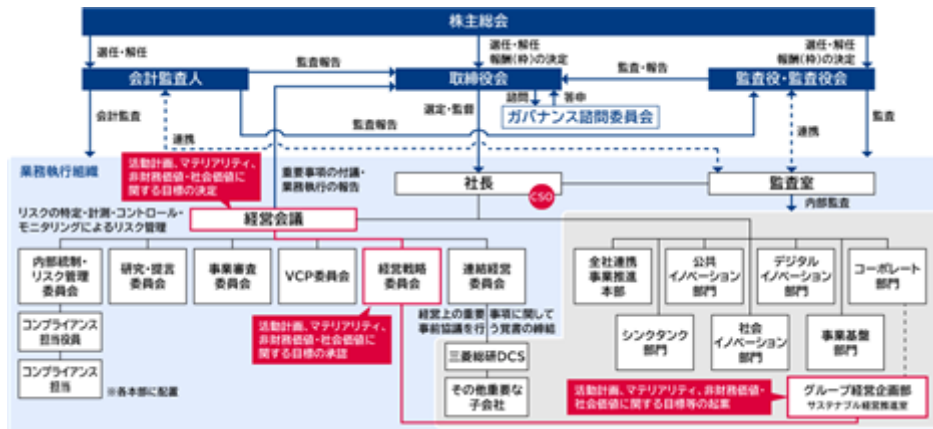 株主総会
選任・解任
選任・解任
報酬(枠)の決定
選任・解任
報酬(枠)の決定
会計監査人
監査報告
取締役会
監査・報告
監査役・監査役会
会計監査
選定・監督
諮問
答申
ガバナンス諮問委員会
監査報告
連携
連携
監査
業務執行組織
活動計画、マテリアリティ、
非財務価値・社会価値に
関する目標の決定
重要事項の付議・
業務執行の報告
社長
CSO
監査室
内部監査
リスクの特定・計測・コントロール・
モニタリングによるリスク管理
経営会議
内部統制・
リスク管理
委員会
研究・提言
委員会
事業審査
委員会
VCP委員会
経営戦略
委員会
連結経営
委員会
全社連携
事業推進
本部
公共
イノベーション
部門
デジタル
イノベーション
部門
コーポレート
部門
コンプライアンス
担当役員
活動計画、マテリアリティ、
非財務価値・社会価値に
関する目標の承認
経営上の重要
事前協議を行
事項に関して
う覚書の締結
シンクタンク
部門
社会
イノベーション
部門
事業基盤
部門
コンプライアンス
担当
※各本部に配置
三菱総研DCS
その他重要な
子会社
活動計画、マテリアリティ、非財務価値・
社会価値に関する目標等の起案
グループ経営企画部
サステナブル経営推進室